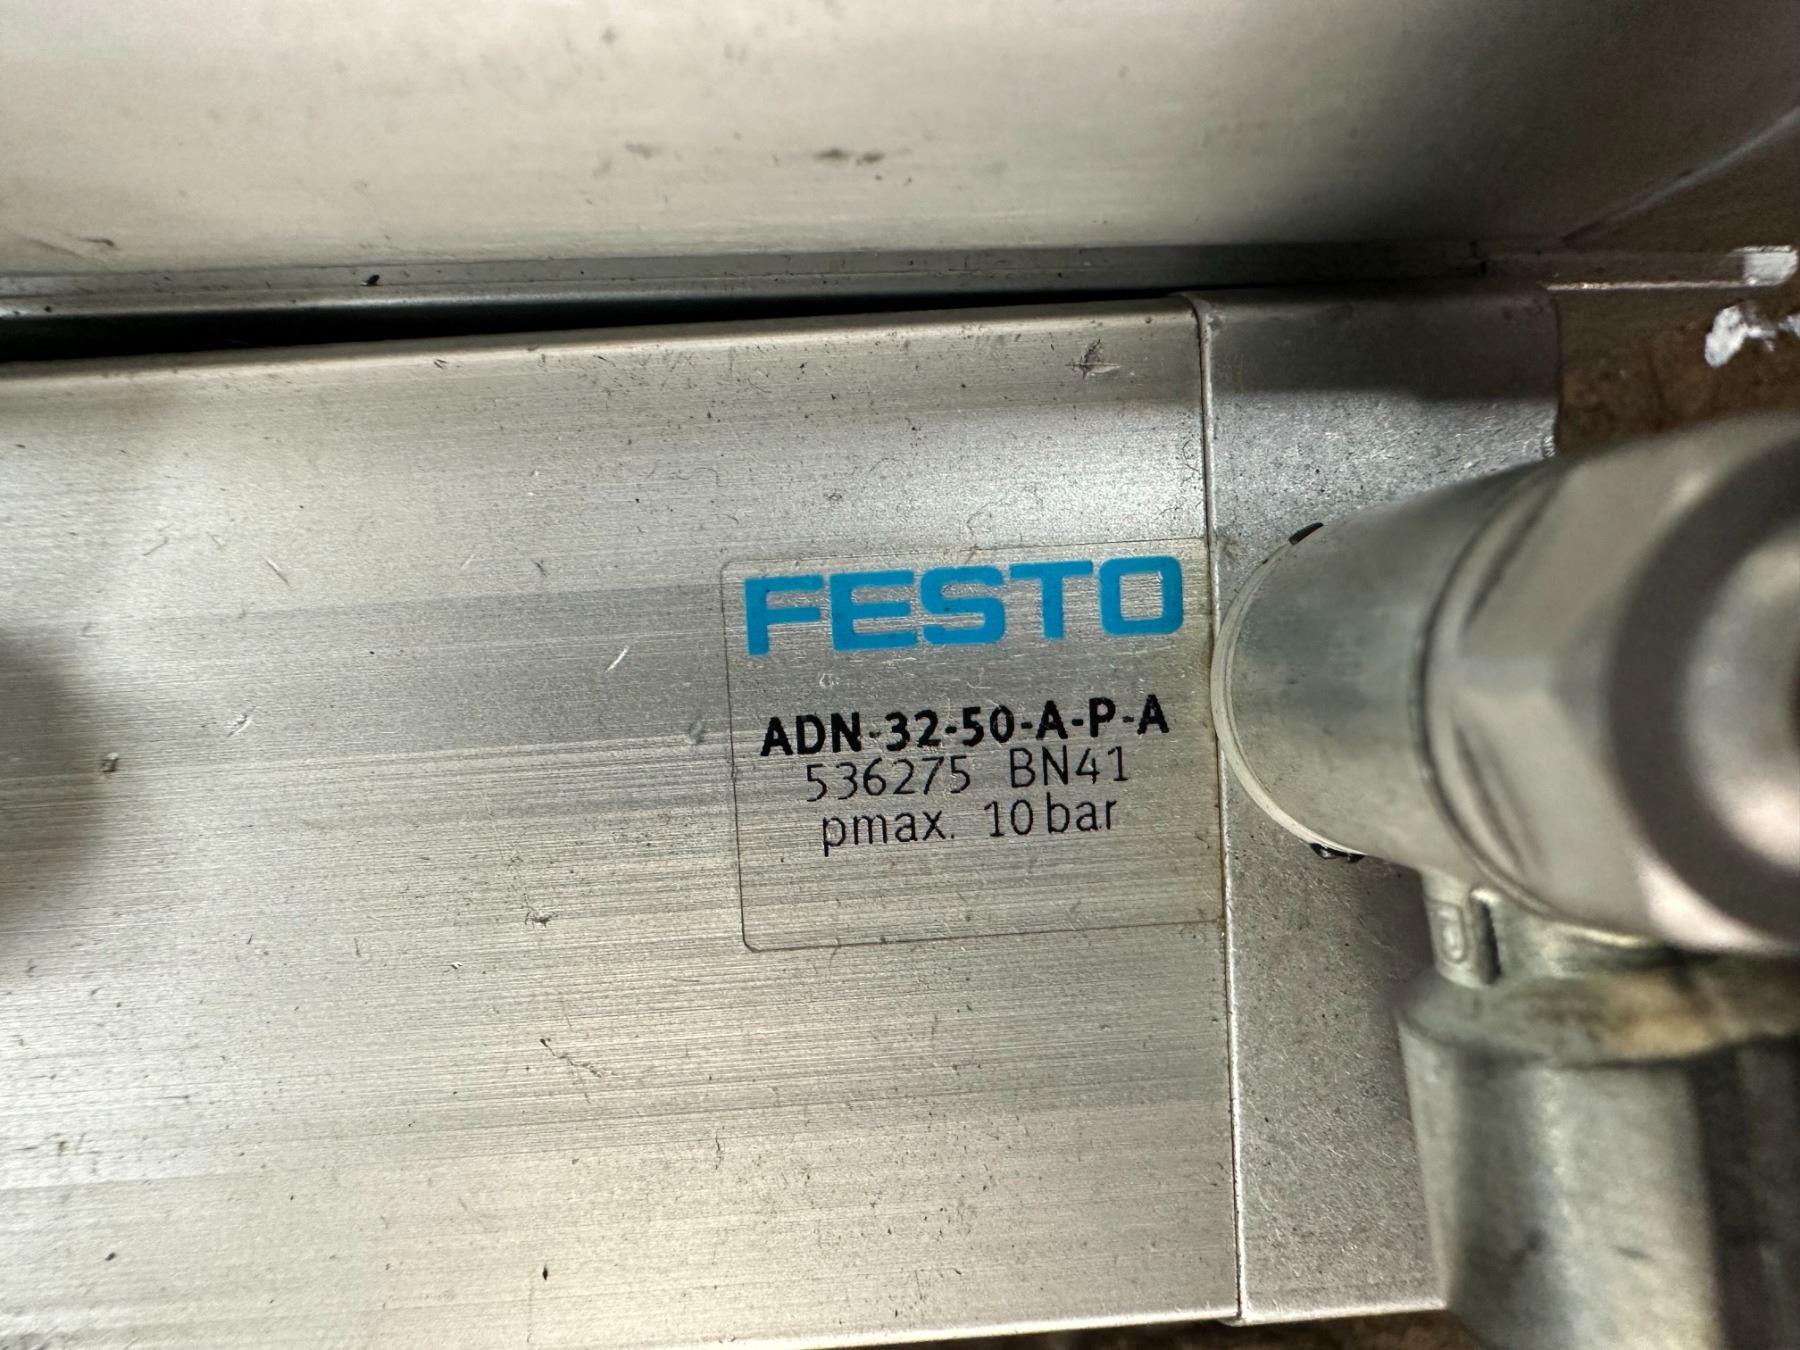 FESTO
ADN-32-50-A-P-A
536275 BN41
pmax. 10 bar